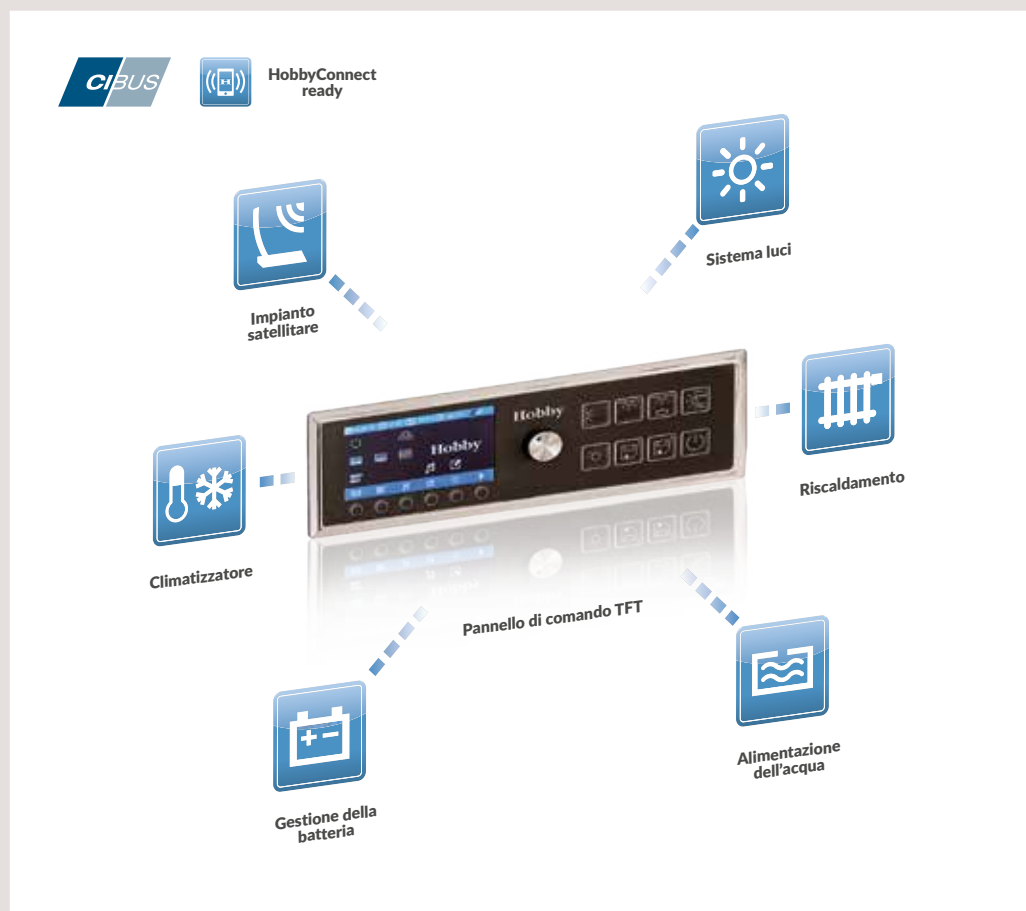 CIBUS
HobbyConnect
ready
Sistema luci
Impianto
satellitare
Hobby
Hobby
Riscaldamento
Climatizzatore
Pannello di comando TFT
Alimentazione
dell'acqua
Gestione della
batteria